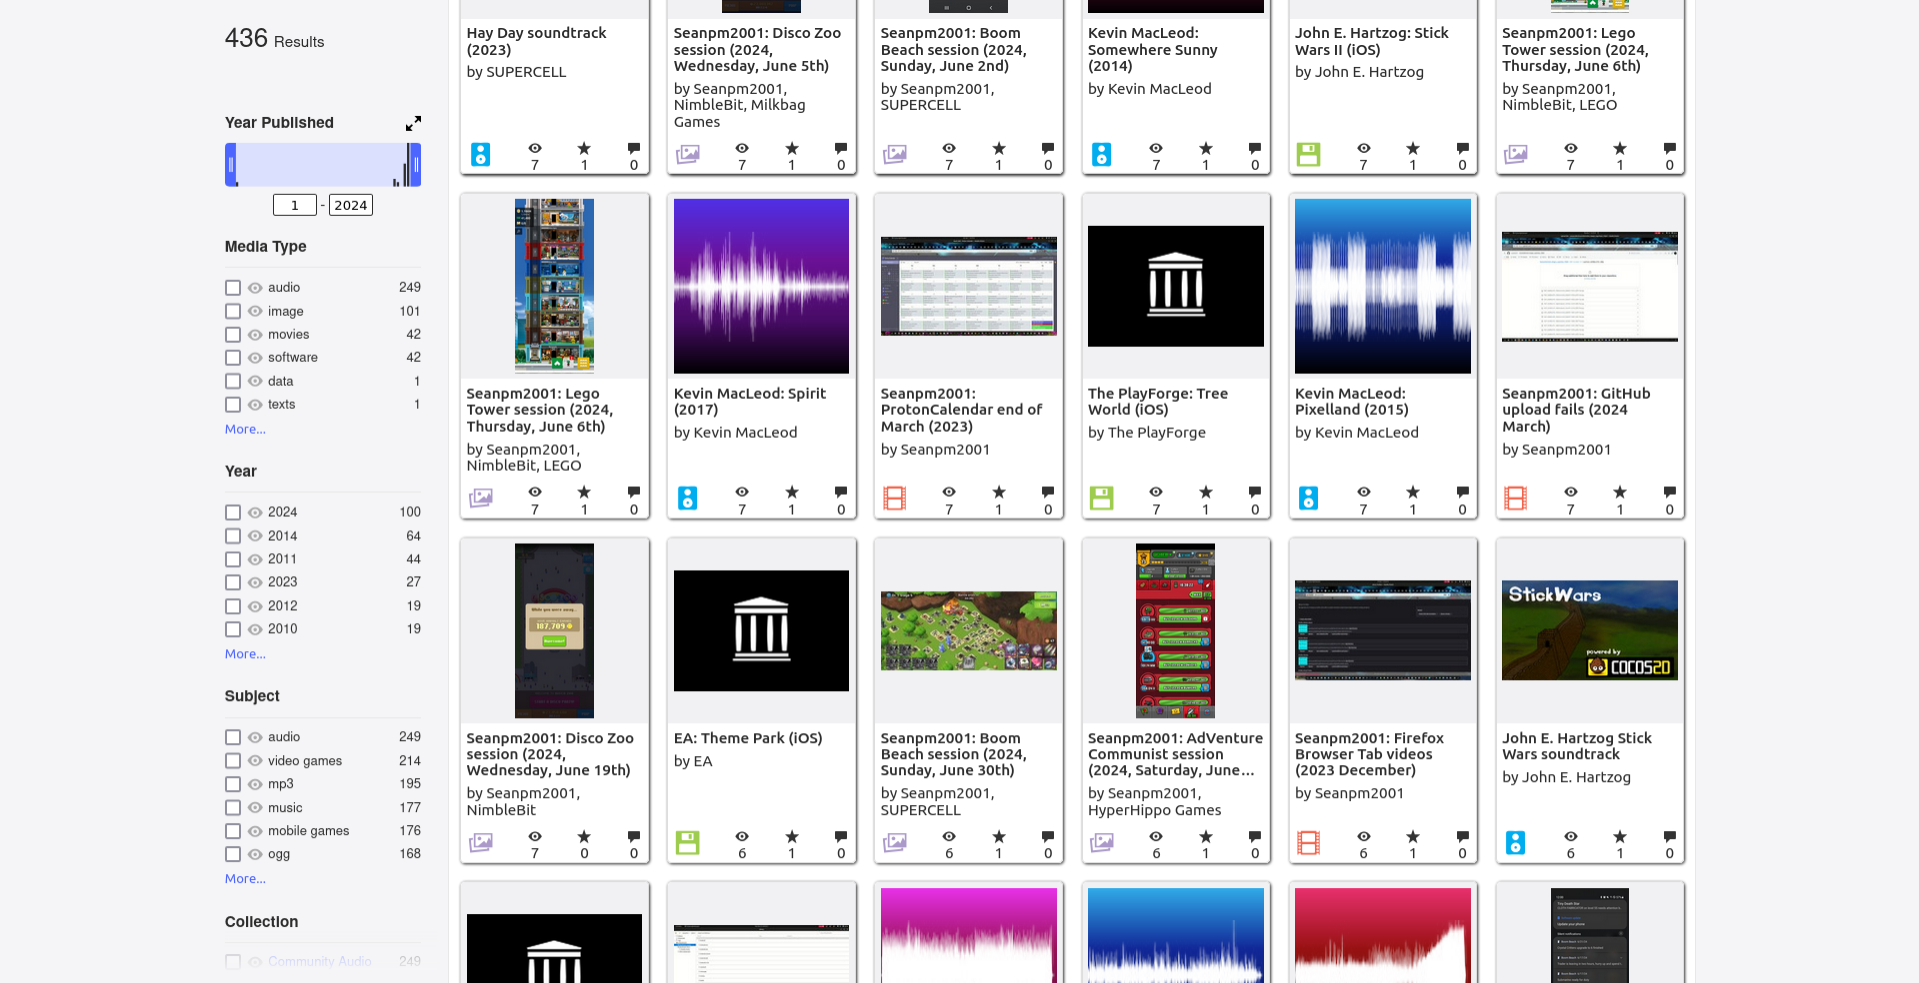 436 Results
Year Published
1 - 2024
Media Type
audio 249
image 101
movies 42
software 42
data 1
texts 1
More...
Year
2024 100
2014 64
2011 44
2023 27
2012 19
2010 19
More...
Subject
audio 249
video games 214
mp3 195
music 177
mobile games 176
ogg 168
More...
Collection
Community Audio 249
Hay Day soundtrack
(2023)
by SUPERCELL
7 1 0
Seanpm2001: Disco Zoo
session (2024,
Wednesday, June 5th)
by Seanpm2001,
NimbleBit, Milkbag
Games
7 1 0
Seanpm2001: Boom
Beach session (2024,
Sunday, June 2nd)
by Seanpm2001,
SUPERCELL
7 1 0
Kevin MacLeod:
Somewhere Sunny
(2014)
by Kevin MacLeod
7 1 0
John E. Hartzog: Stick
Wars II (iOS)
by John E. Hartzog
7 1 0
Seanpm2001: Lego
Tower session (2024,
Thursday, June 6th)
by Seanpm2001,
NimbleBit, LEGO
7 1 0
Seanpm2001: Lego
Tower session (2024,
Thursday, June 6th)
by Seanpm2001,
NimbleBit, LEGO
7 1 0
Kevin MacLeod: Spirit
(2017)
by Kevin MacLeod
7 1 0
Seanpm2001:
ProtonCalendar end of
March (2023)
by Seanpm2001
7 1 0
The PlayForge: Tree
World (iOS)
by The PlayForge
7 1 0
Kevin MacLeod:
Pixelland (2015)
by Kevin MacLeod
7 1 0
Seanpm2001: GitHub
upload fails (2024
March)
by Seanpm2001
7 1 0
While you were away...
187,709
Seanpm2001: Disco Zoo
session (2024,
Wednesday, June 19th)
by Seanpm2001,
NimbleBit
7 0 0
EA: Theme Park (iOS)
by EA
6 1 0
Seanpm2001: Boom
Beach session (2024,
Sunday, June 30th)
by Seanpm2001,
SUPERCELL
6 1 0
Seanpm2001: AdVenture
Communist session
(2024, Saturday, June...
by Seanpm2001,
HyperHippo Games
6 1 0
Seanpm2001: Firefox
Browser Tab videos
(2023 December)
by Seanpm2001
6 1 0
StickWars
powered by
COCOS2D
John E. Hartzog Stick
Wars soundtrack
by John E. Hartzog
6 1 0